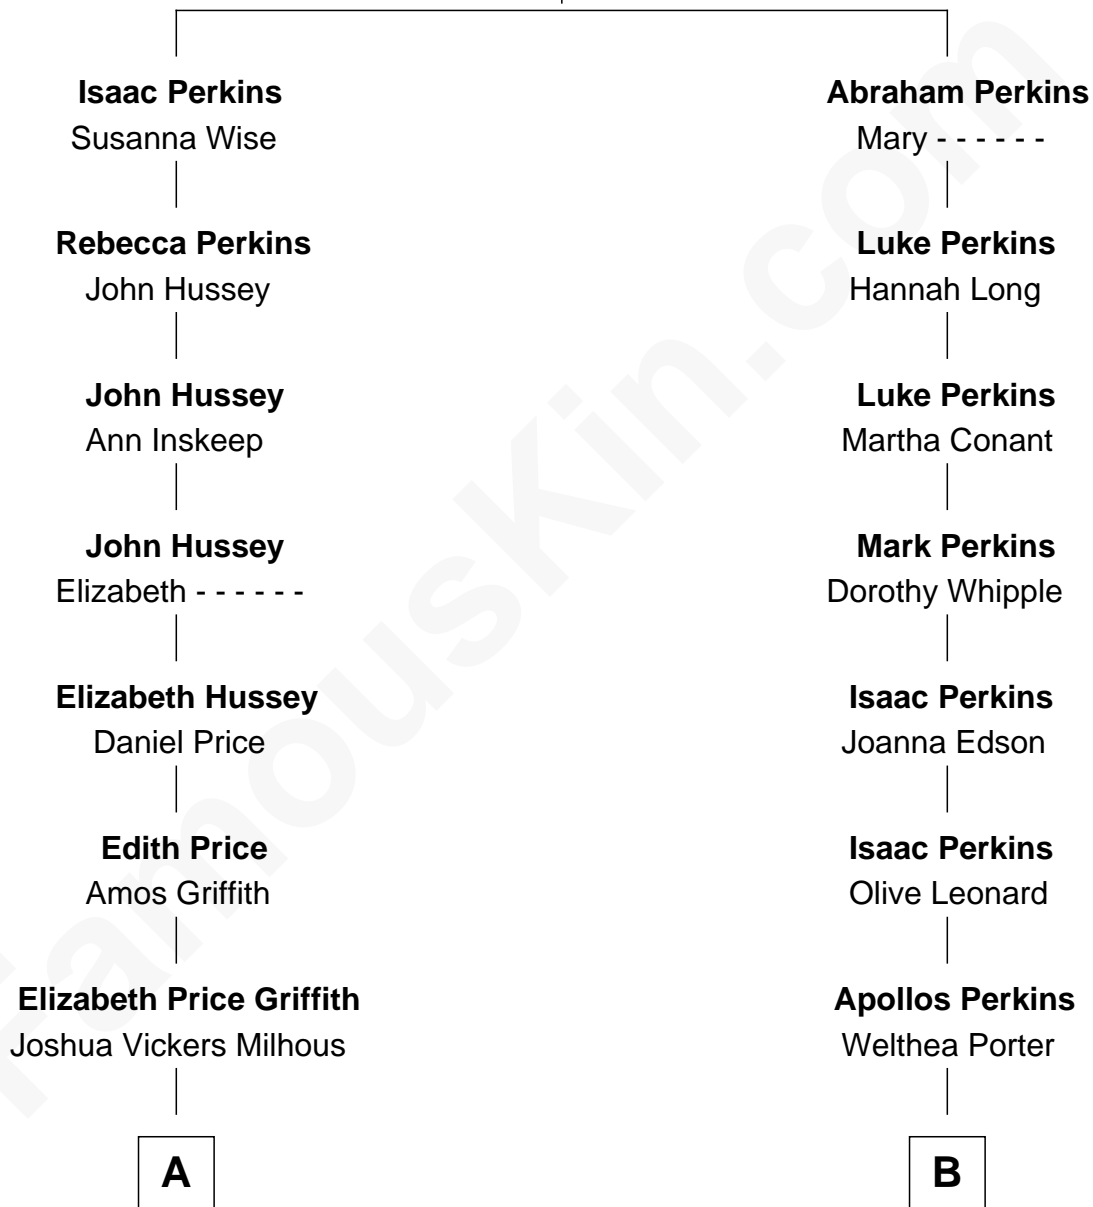 Isaac Perkins
Susanna Wise
Abraham Perkins
Mary - - - - - -
Rebecca Perkins
John Hussey
Luke Perkins
Hannah Long
John Hussey
Ann Inskeep
Luke Perkins
Martha Conant
John Hussey
Elizabeth - - - - - -
Mark Perkins
Dorothy Whipple
Elizabeth Hussey
Daniel Price
Isaac Perkins
Joanna Edson
Edith Price
Amos Griffith
Isaac Perkins
Olive Leonard
Elizabeth Price Griffith
Joshua Vickers Milhous
Apollos Perkins
Welthea Porter
A
B
FamousKin.com